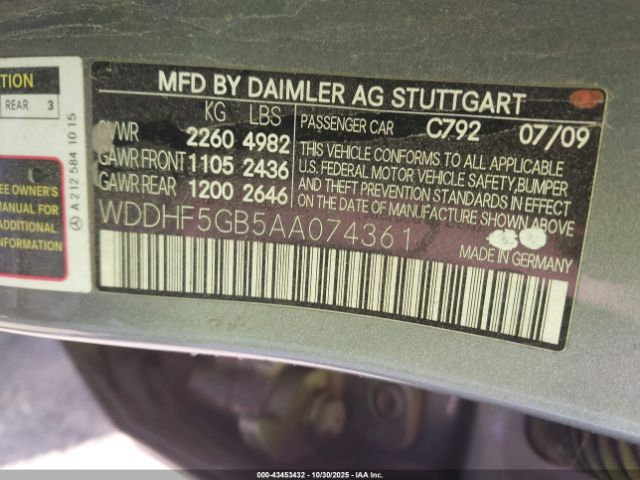 TION
REAR 3
EE OWNER'S
MANUAL FOR
DITIONAL
A 212 584 10 15
MFD BY DAIMLER AG STUTTGART
KG LBS
GVWR 2260 4982
GAWR FRONT 1105 2436
GAWR REAR 1200 2646
PASSENGER CAR C792 07/09
THIS VEHICLE CONFORMS TO ALL APPLICABLE
U.S. FEDERAL MOTOR VEHICLE SAFETY, BUMPER
AND THEFT PREVENTION STANDARDS IN EFFECT
ON THE DATE OF MANUFACTURE SHOWN ABOVE.
WDDHF5GB5AA074361
MADE IN GERMANY
000-43453432 - 10/30/2025 - IAA Inc.